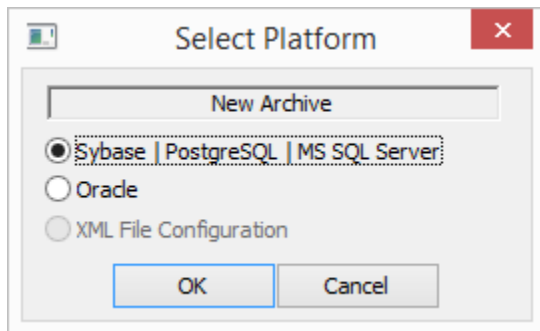 Select Platform
New Archive
Sybase | PostgreSQL | MS SQL Server
Oracle
XML File Configuration
OK
Cancel